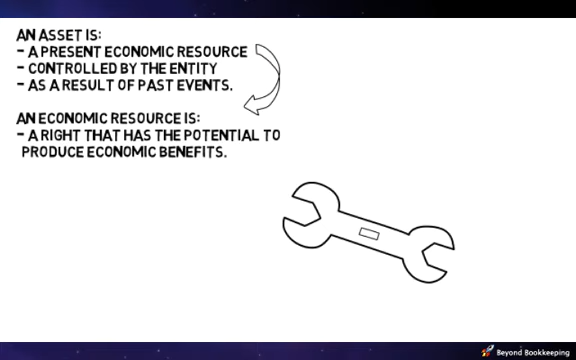 AN ASSET IS:
- A PRESENT ECONOMIC RESOURCE
- CONTROLLED BY THE ENTITY
- AS A RESULT OF PAST EVENTS.
AN ECONOMIC RESOURCE IS:
- A RIGHT THAT HAS THE POTENTIAL TO
PRODUCE ECONOMIC BENEFITS.
Beyond Bookkeeping